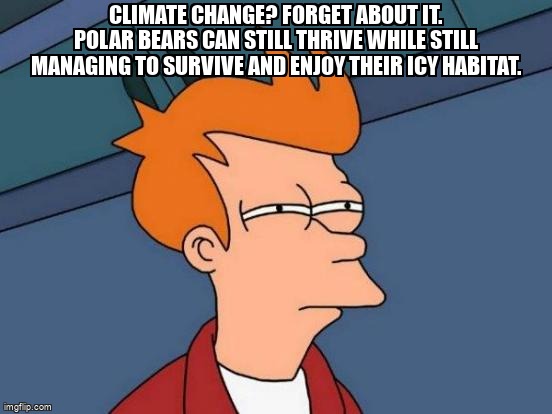 CLIMATE CHANGE? FORGET ABOUT IT.
POLAR BEARS CAN STILL THRIVE WHILE STILL
MANAGING TO SURVIVE AND ENJOY THEIR ICY HABITAT.
imgflip.com